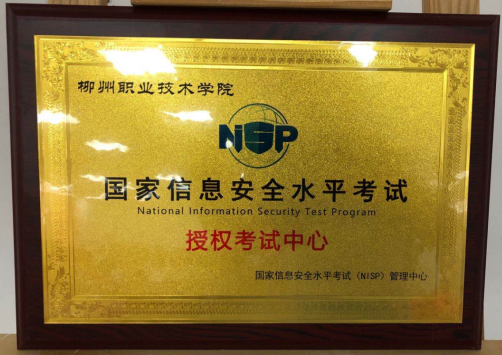 柳州职业技术学院
NISP
国家信息安全水平考试
National Information Security Test Program
授权考试中心
国家信息安全水平考试（NISP）管理中心